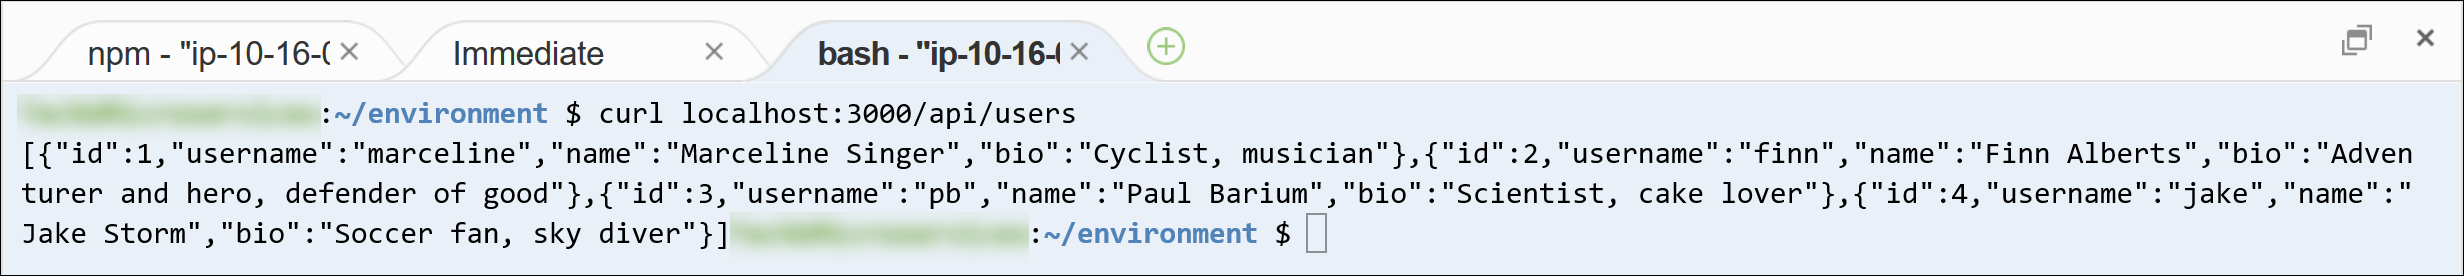 npm - "ip-10-16-0 Immediate bash - "ip-10-16-0
:~/environment $ curl localhost:3000/api/users
[{"id":1,"username":"marceline","name":"Marceline Singer","bio":"Cyclist, musician"},{"id":2,"username":"finn","name":"Finn Alberts","bio":"Adven
turer and hero, defender of good"},{"id":3,"username":"pb","name":"Paul Barium","bio":"Scientist, cake lover"},{"id":4,"username":"jake","name":"
Jake Storm","bio":"Soccer fan, sky diver"}] :~/environment $